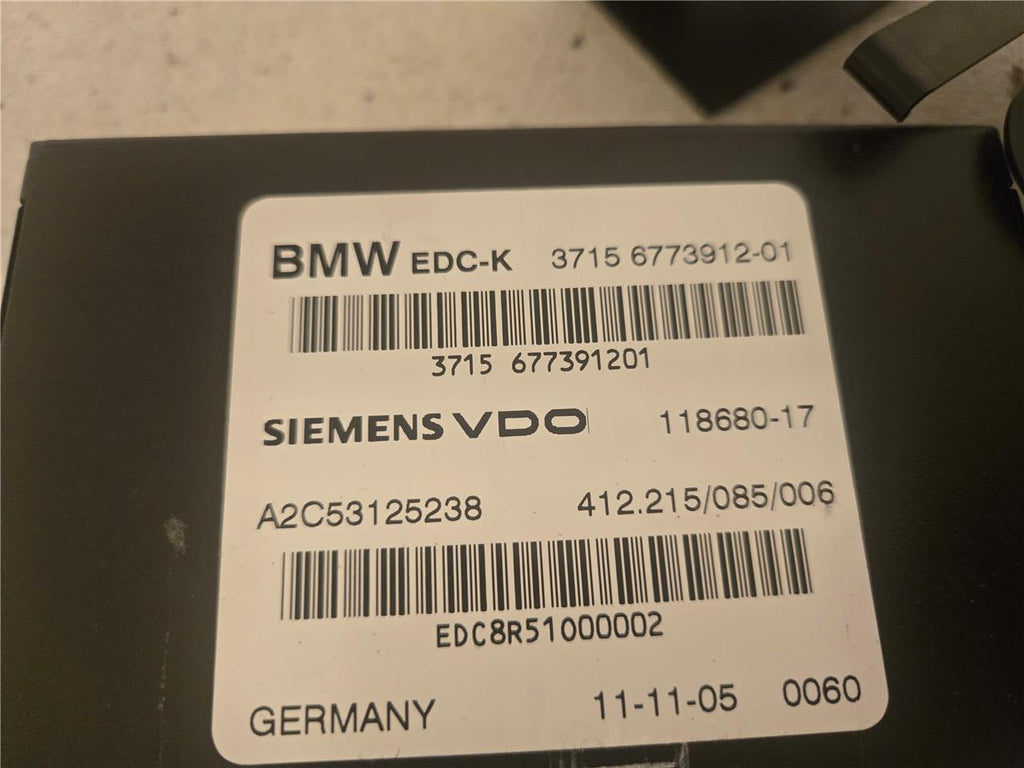 BMW EDC-K 3715 6773912-01
3715 677391201
SIEMENS VDO 118680-17
A2C53125238 412.215/085/006
EDC8R51000002
GERMANY 11-11-05 0060